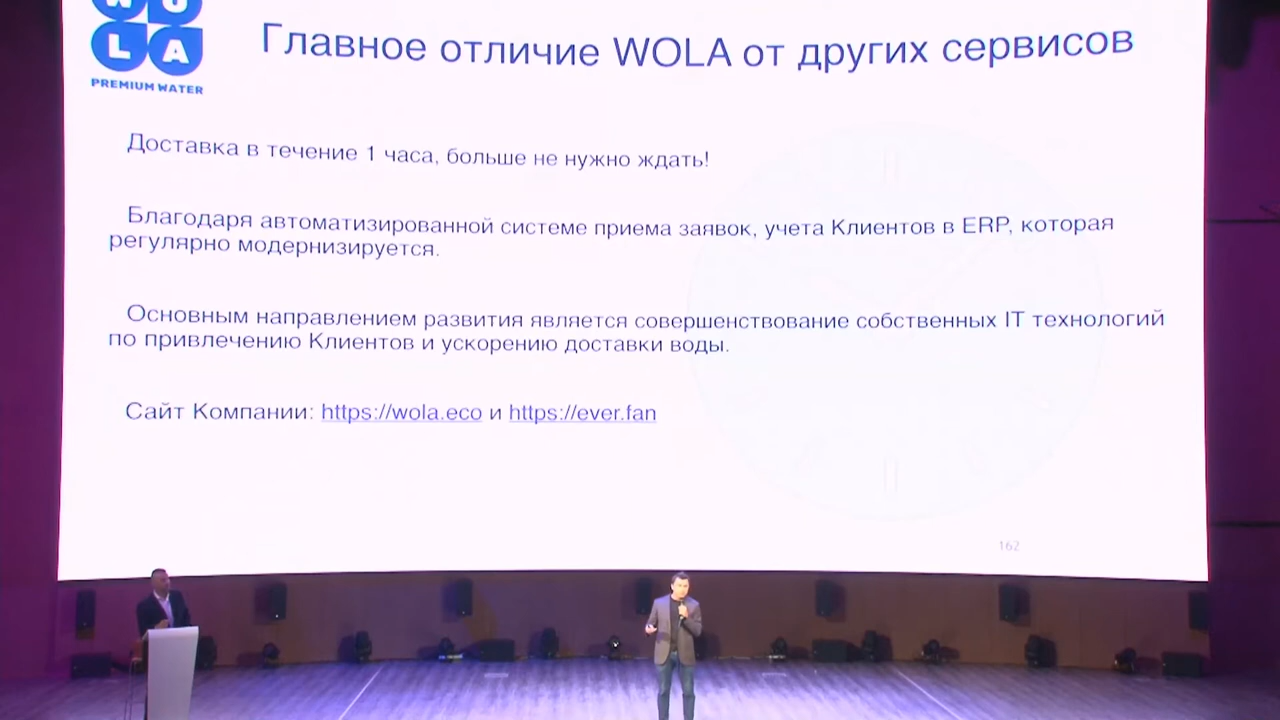 WOLA
PREMIUM WATER
Главное отличие WOLA от других сервисов
Доставка в течение 1 часа, больше не нужно ждать!
Благодаря автоматизированной системе приема заявок, учета Клиентов в ERP, которая
регулярно модернизируется.
Основным направлением развития является совершенствование собственных IT технологий
по привлечению Клиентов и ускорению доставки воды.
Сайт Компании: https://wola.eco и https://ever.fan
162